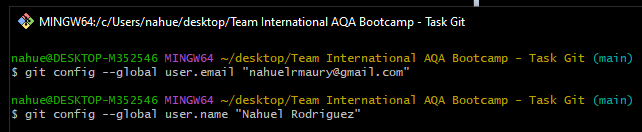 MINGW64:/c/Users/nahue/desktop/Team International AQA Bootcamp - Task Git
nahue@DESKTOP-M352546 MINGW64 ~/desktop/Team International AQA Bootcamp - Task Git (main)
$ git config --global user.email "nahuelrmaury@gmail.com"
nahue@DESKTOP-M352546 MINGW64 ~/desktop/Team International AQA Bootcamp - Task Git (main)
$ git config --global user.name "Nahuel Rodriguez"